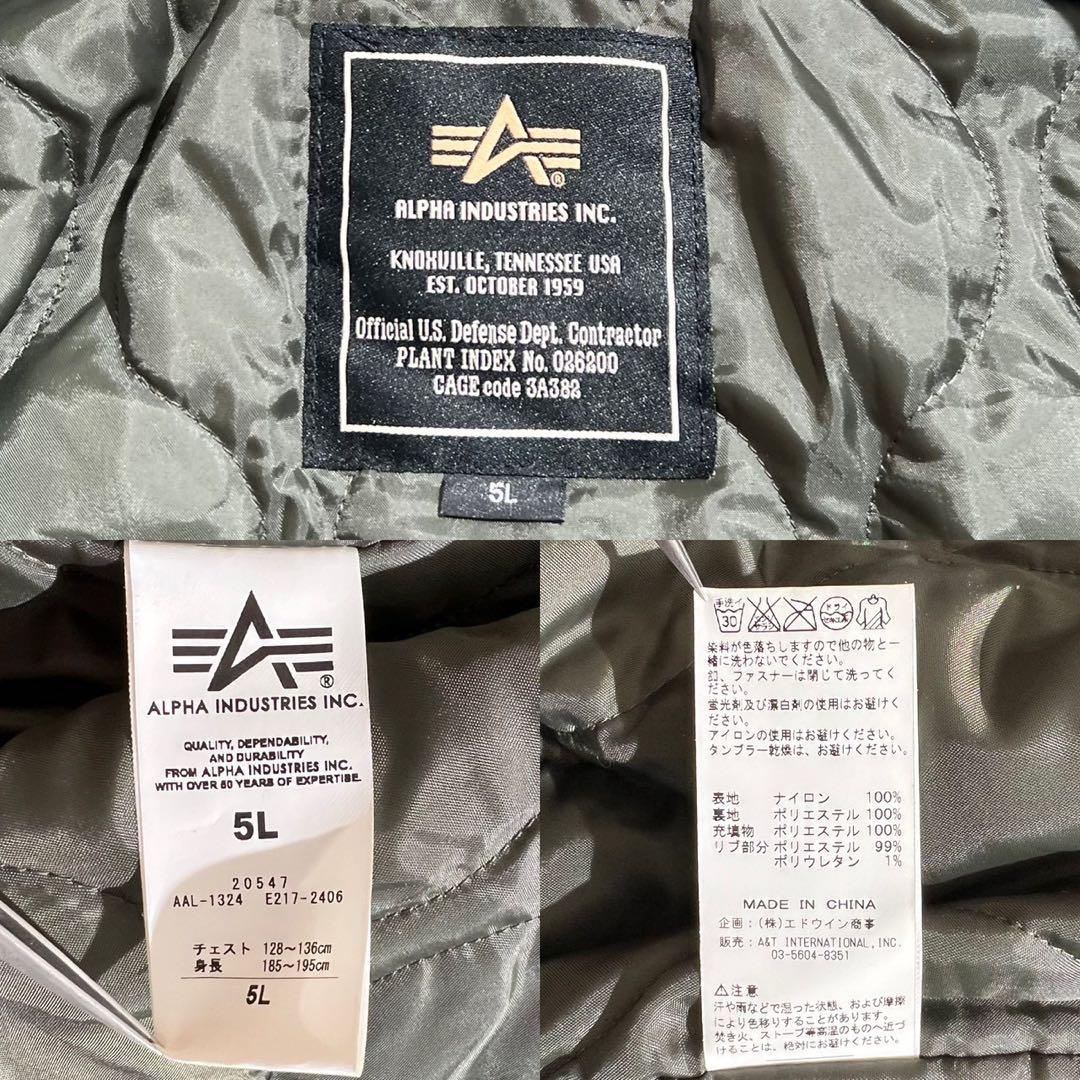 ALPHA INDUSTRIES INC.
KNOXVILLE, TENNESSEE USA
EST. OCTOBER 1959
Official U.S. Defense Dept. Contractor
PLANT INDEX No. 026200
CAGE code 3A382
5L
ALPHA INDUSTRIES INC.
QUALITY, DEPENDABILITY,
AND DURABILITY
FROM ALPHA INDUSTRIES INC.
WITH OVER 60 YEARS OF EXPERTISE.
5L
20547
AAL-1324 E217-2406
チェスト 128～136cm
身長 185～195cm
5L
手洗イ
30
染料が色落ちしますので他の物と一
緒に洗わないでください。
釦、ファスナーは閉じて洗ってく
ださい。
蛍光剤及び漂白剤の使用はお避けく
ださい。
アイロンの使用はお避けください。
タンブラー乾燥は、お避けください。
表地 ナイロン 100%
裏地 ポリエステル 100%
充填物 ポリエステル 100%
リブ部分 ポリエステル 99%
ポリウレタン 1%
MADE IN CHINA
企画：(株)エドウイン商事
販売：A&T INTERNATIONAL,INC.
03-5604-8351
⚠注意
汗や雨などで湿った状態、および摩擦
により色移りすることがあります。
焚き火、ストーブ等高温のものへ近づ
けることは、絶対にお避けください。